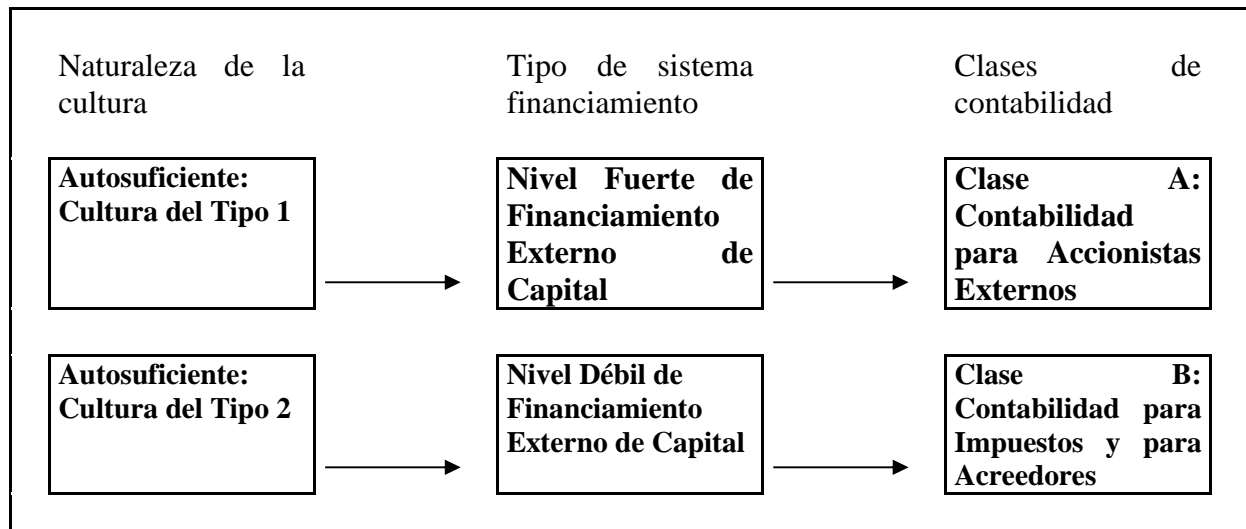 Naturaleza de la
cultura
Tipo de sistema
financiamiento
Clases de
contabilidad
Autosuficiente:
Cultura del Tipo 1
Nivel Fuerte de
Financiamiento
Externo de
Capital
Clase A:
Contabilidad
para Accionistas
Externos
Autosuficiente:
Cultura del Tipo 2
Nivel Débil de
Financiamiento
Externo de Capital
Clase B:
Contabilidad para
Impuestos y para
Acreedores